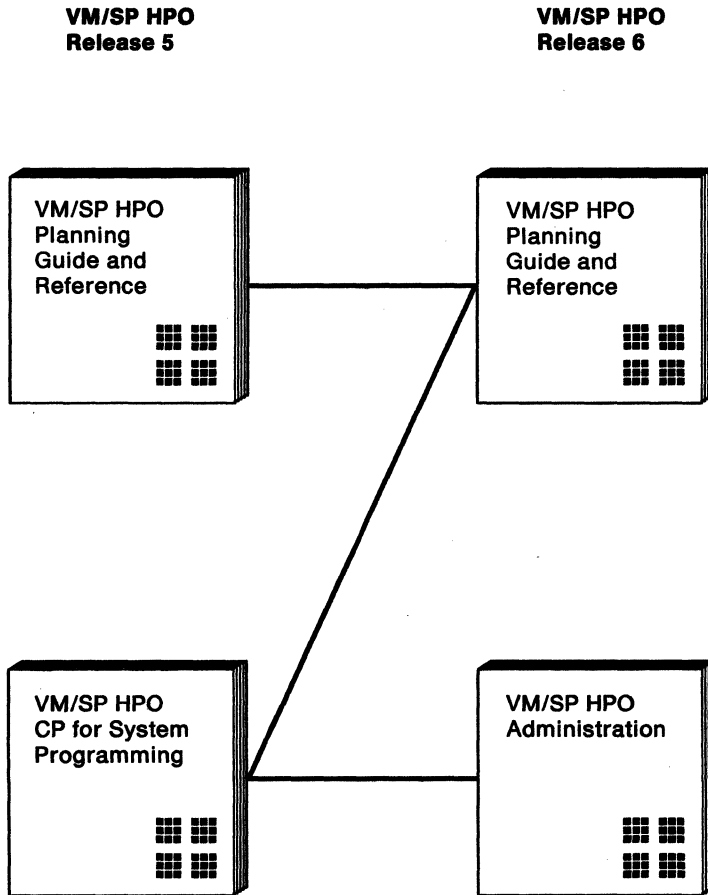 VM/SP HPO
Release 5
VM/SP HPO
Release 6
VM/SP HPO
Planning
Guide and
Reference
VM/SP HPO
Planning
Guide and
Reference
VM/SP HPO
CP for System
Programming
VM/SP HPO
Administration